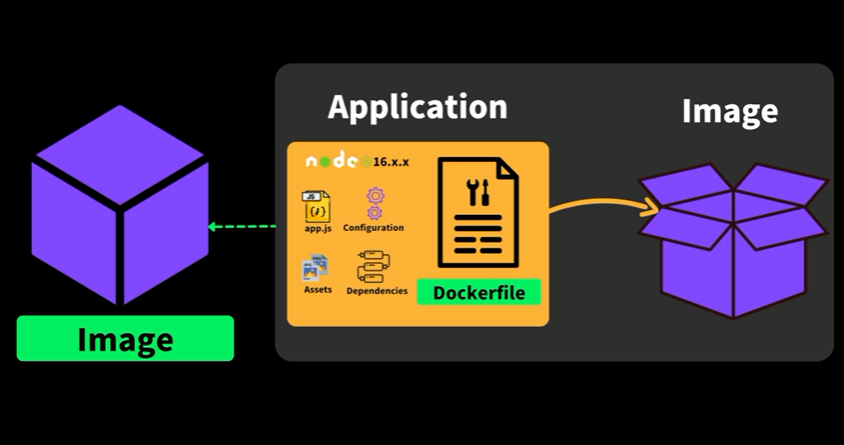 Application
Image
node 16.x.x
JS
app.js
Configuration
Assets
Dependencies
Dockerfile
Image